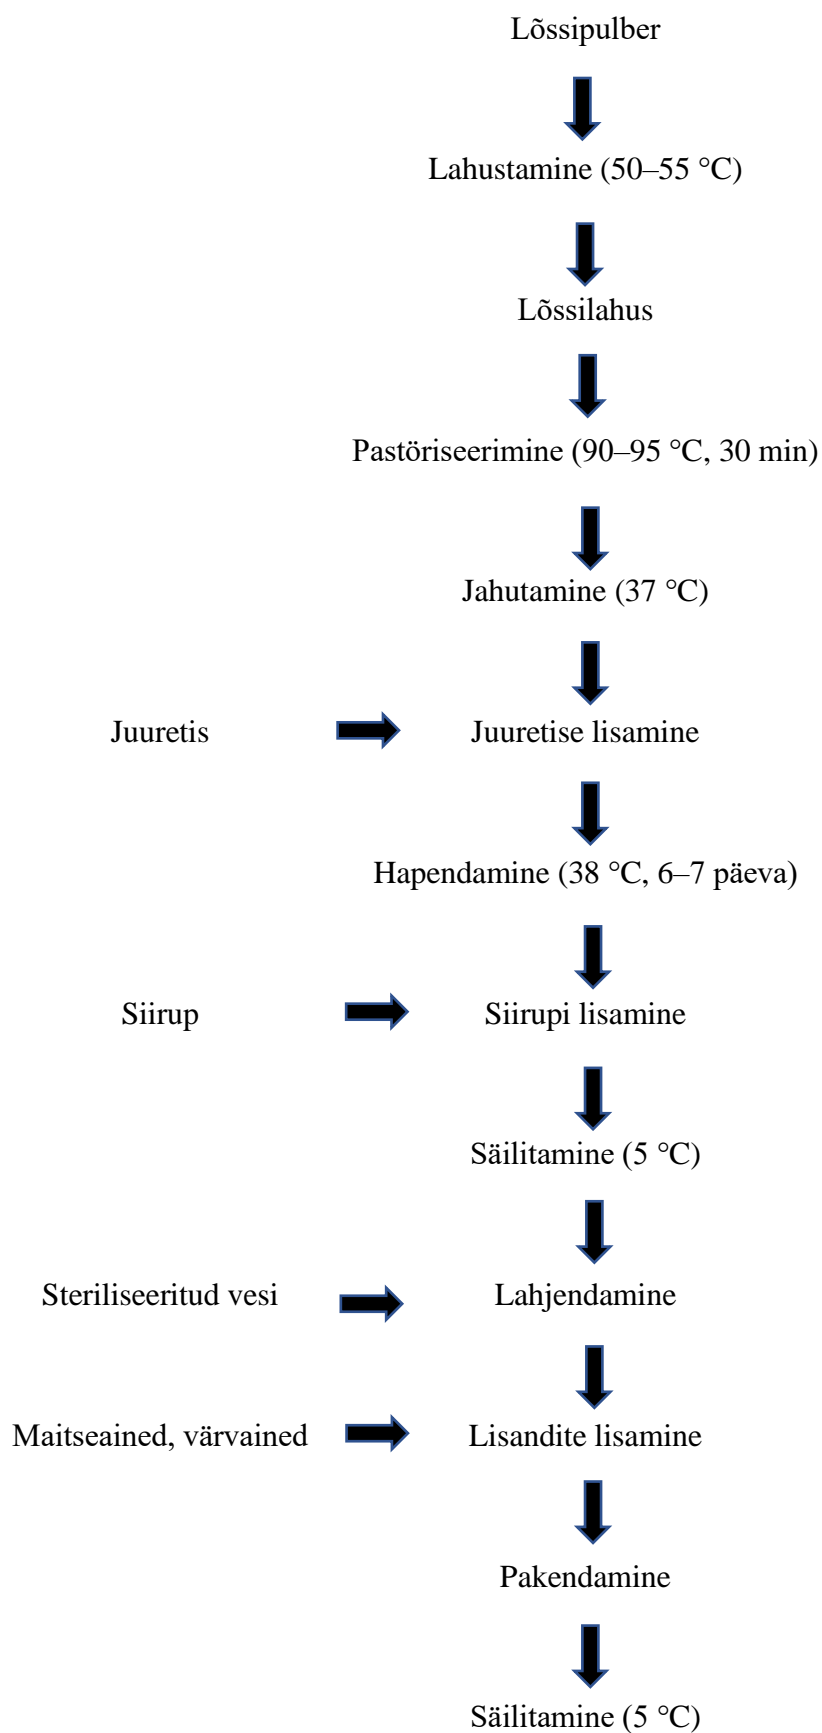 Lõssipulber
Lahustamine (50–55 °C)
Lõssilahus
Pastöriseerimine (90–95 °C, 30 min)
Jahutamine (37 °C)
Juuretis
Juuretise lisamine
Hapendamine (38 °C, 6–7 päeva)
Siirup
Siirupi lisamine
Säilitamine (5 °C)
Steriliseeritud vesi
Lahjendamine
Maitseained, värvained
Lisandite lisamine
Pakendamine
Säilitamine (5 °C)